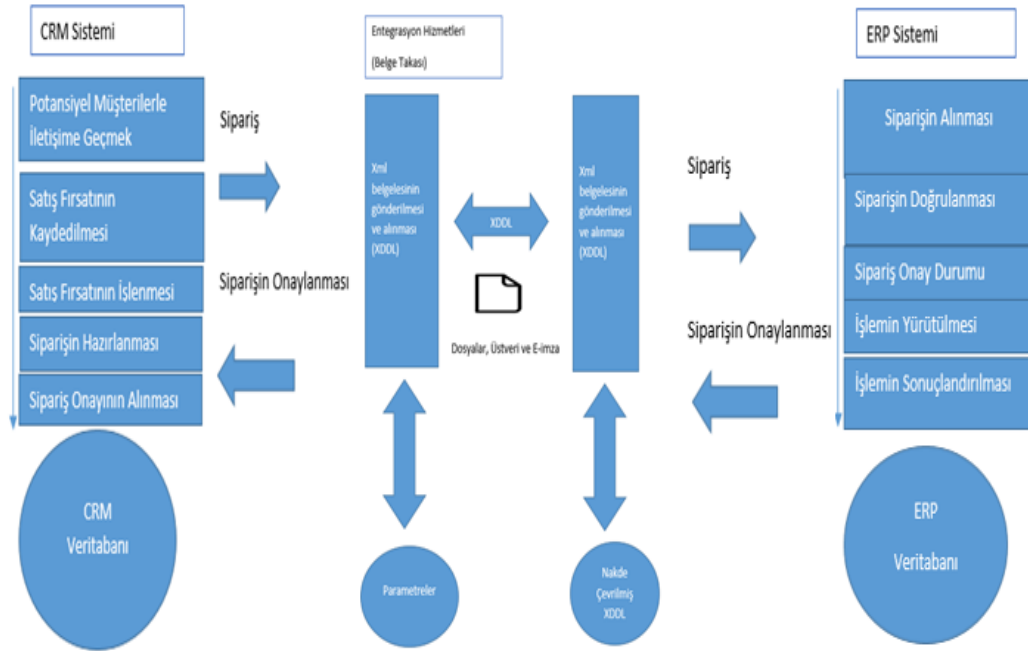 CRM Sistemi
Potansiyel Müşterilerle
İletişime Geçmek
Satış Fırsatının
Kaydedilmesi
Satış Fırsatının İşlenmesi
Siparişin Hazırlanması
Sipariş Onayının Alınması
CRM
Veritabanı
Sipariş
Siparişin Onaylanması
Entegrasyon Hizmetleri
(Belge Takası)
Xml
belgelesinin
gönderilmesi
ve alınması
(XDDL)
XDDL
Dosyalar, Üstveri ve E-imza
Xml
belgelesinin
gönderilmesi
ve alınması
(XDDL)
Parametreler
Nakde
Çevrilmiş
XDDL
Sipariş
Siparişin Onaylanması
ERP Sistemi
Siparişin Alınması
Siparişin Doğrulanması
Sipariş Onay Durumu
İşlemin Yürütülmesi
İşlemin Sonuçlandırılması
ERP
Veritabanı